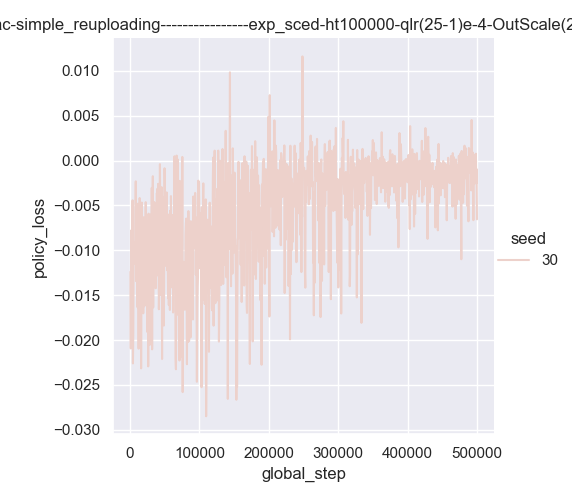 ac-simple_reuploading----------------exp_sced-ht100000-qlr(25-1)e-4-OutScale(2
0.010
0.005
0.000
−0.005
−0.010
−0.015
−0.020
−0.025
−0.030
policy_loss
0 100000 200000 300000 400000 500000
global_step
seed
30